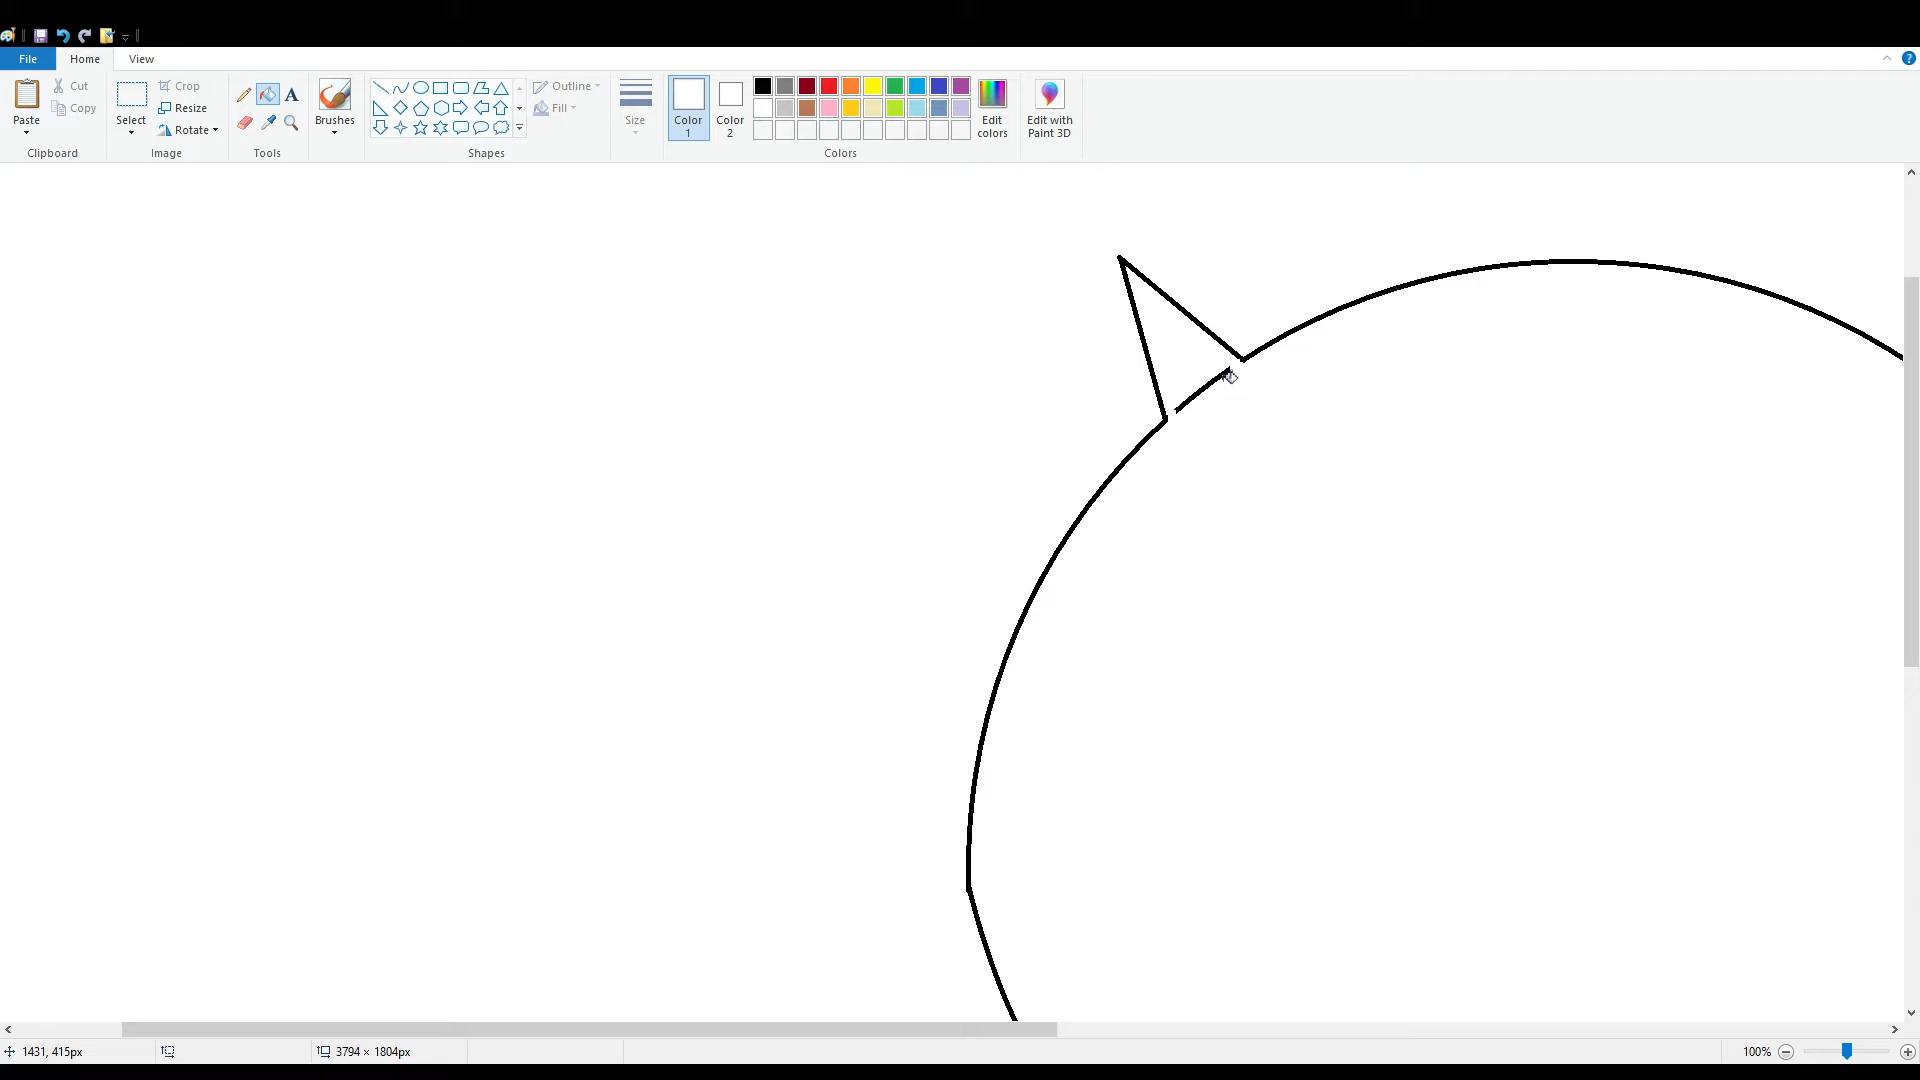 File Home View
Paste
Cut
Copy
Clipboard
Select
Crop
Resize
Rotate
Image
A
Tools
Brushes
Outline
Fill
Shapes
Size
Color
1
Color
2
Edit
colors
Colors
Edit with
Paint 3D
?
1431, 415px
3794 × 1804px
100%